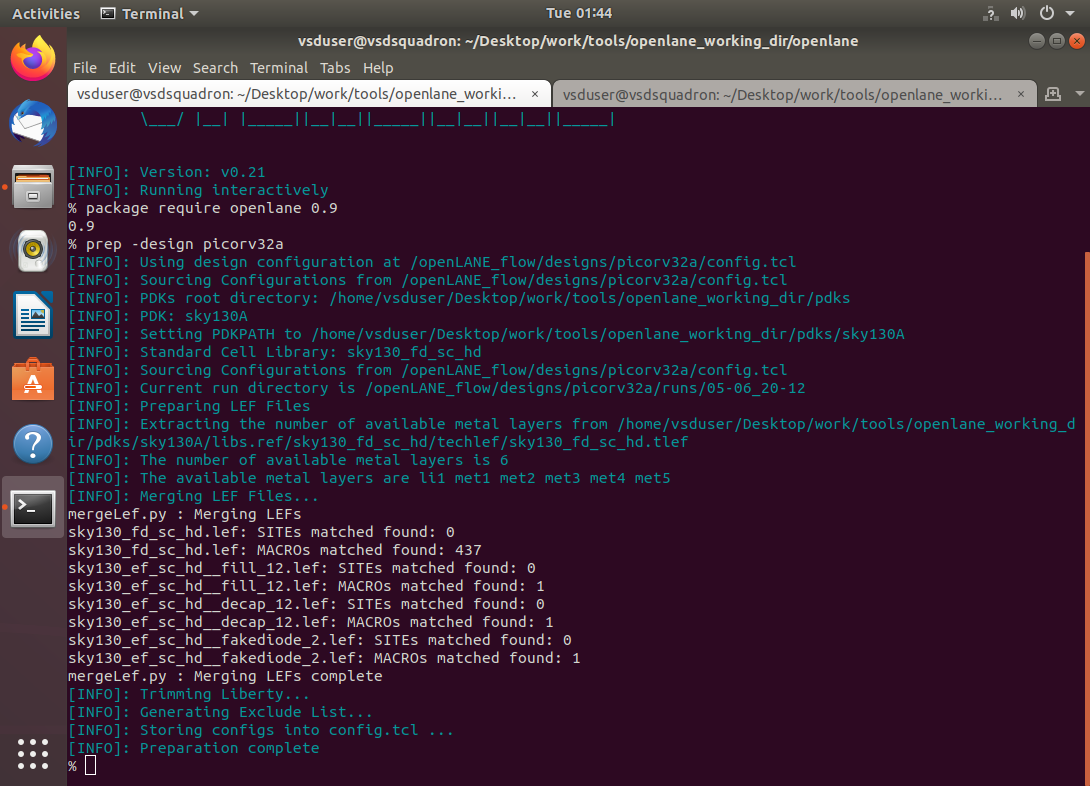 Activities Terminal Tue 01:44
vsduser@vsdsquadron: ~/Desktop/work/tools/openlane_working_dir/openlane
File Edit View Search Terminal Tabs Help
vsduser@vsdsquadron: ~/Desktop/work/tools/openlane_worki... × vsduser@vsdsquadron: ~/Desktop/work/tools/openlane_worki... ×
\___/ |__| |_____||__|__||_____||__|__||__|__||_____|
[INFO]: Version: v0.21
[INFO]: Running interactively
% package require openlane 0.9
0.9
% prep -design picorv32a
[INFO]: Using design configuration at /openLANE_flow/designs/picorv32a/config.tcl
[INFO]: Sourcing Configurations from /openLANE_flow/designs/picorv32a/config.tcl
[INFO]: PDKs root directory: /home/vsduser/Desktop/work/tools/openlane_working_dir/pdks
[INFO]: PDK: sky130A
[INFO]: Setting PDKPATH to /home/vsduser/Desktop/work/tools/openlane_working_dir/pdks/sky130A
[INFO]: Standard Cell Library: sky130_fd_sc_hd
[INFO]: Sourcing Configurations from /openLANE_flow/designs/picorv32a/config.tcl
[INFO]: Current run directory is /openLANE_flow/designs/picorv32a/runs/05-06_20-12
[INFO]: Preparing LEF Files
[INFO]: Extracting the number of available metal layers from /home/vsduser/Desktop/work/tools/openlane_working_d
ir/pdks/sky130A/libs.ref/sky130_fd_sc_hd/techlef/sky130_fd_sc_hd.tlef
[INFO]: The number of available metal layers is 6
[INFO]: The available metal layers are li1 met1 met2 met3 met4 met5
[INFO]: Merging LEF Files...
mergeLef.py : Merging LEFs
sky130_fd_sc_hd.lef: SITEs matched found: 0
sky130_fd_sc_hd.lef: MACROs matched found: 437
sky130_ef_sc_hd__fill_12.lef: SITEs matched found: 0
sky130_ef_sc_hd__fill_12.lef: MACROs matched found: 1
sky130_ef_sc_hd__decap_12.lef: SITEs matched found: 0
sky130_ef_sc_hd__decap_12.lef: MACROs matched found: 1
sky130_ef_sc_hd__fakediode_2.lef: SITEs matched found: 0
sky130_ef_sc_hd__fakediode_2.lef: MACROs matched found: 1
mergeLef.py : Merging LEFs complete
[INFO]: Trimming Liberty...
[INFO]: Generating Exclude List...
[INFO]: Storing configs into config.tcl ...
[INFO]: Preparation complete
%